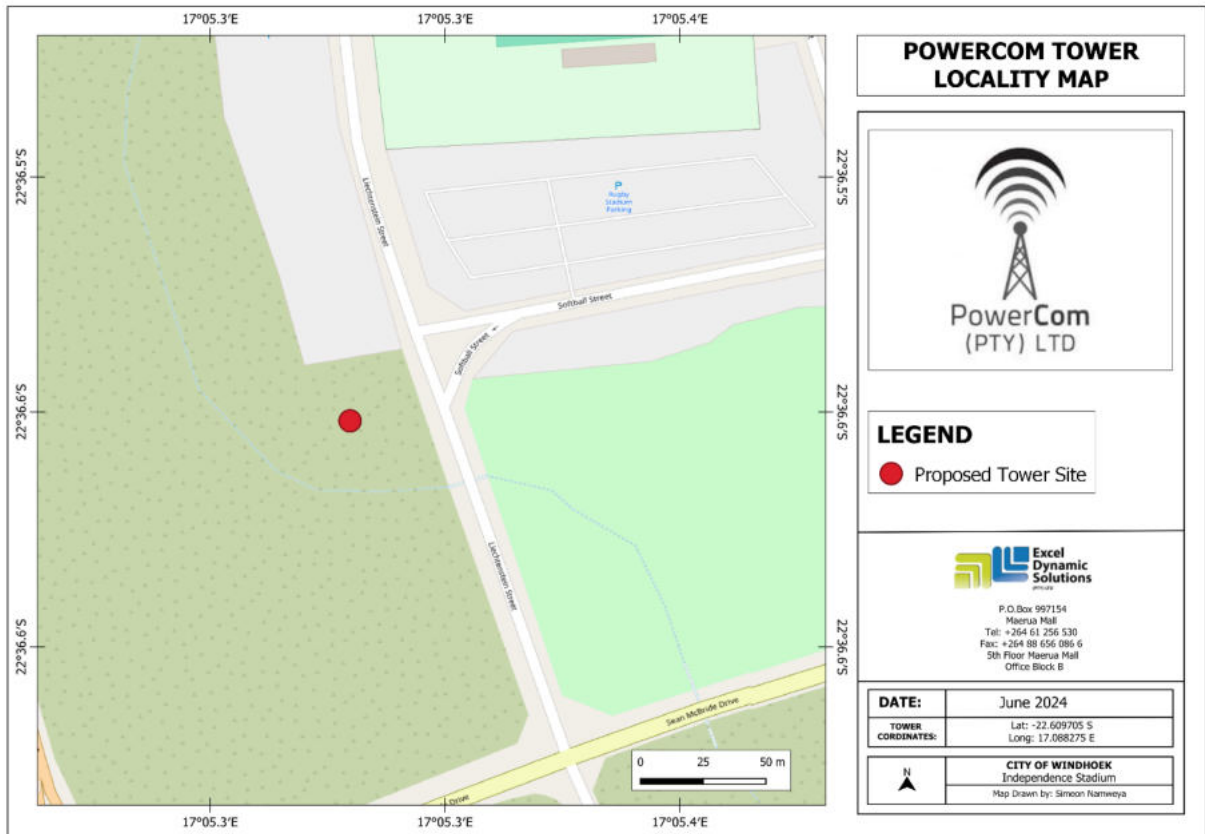 17°05.3'E
17°05.3'E
17°05.4'E
22°36.5'S
22°36.6'S
22°36.6'S
Liechtenstein Street
P
Rugby
Stadium
Parking
Softball Street
Softball Street
Liechtenstein Street
Sean McBride Drive
Drive
0 25 50 m
22°36.5'S
22°36.6'S
22°36.6'S
17°05.3'E
17°05.3'E
17°05.4'E
POWERCOM TOWER
LOCALITY MAP
PowerCom
(PTY) LTD
LEGEND
Proposed Tower Site
Excel
Dynamic
Solutions
(PTY) LTD
P.O.Box 997154
Maerua Mall
Tel: +264 61 256 530
Fax: +264 88 656 086 6
5th Floor Maerua Mall
Office Block B
DATE: June 2024
TOWER
CORDINATES:
Lat: -22.609705 S
Long: 17.088275 E
N
CITY OF WINDHOEK
Independence Stadium
Map Drawn by: Simeon Namweya